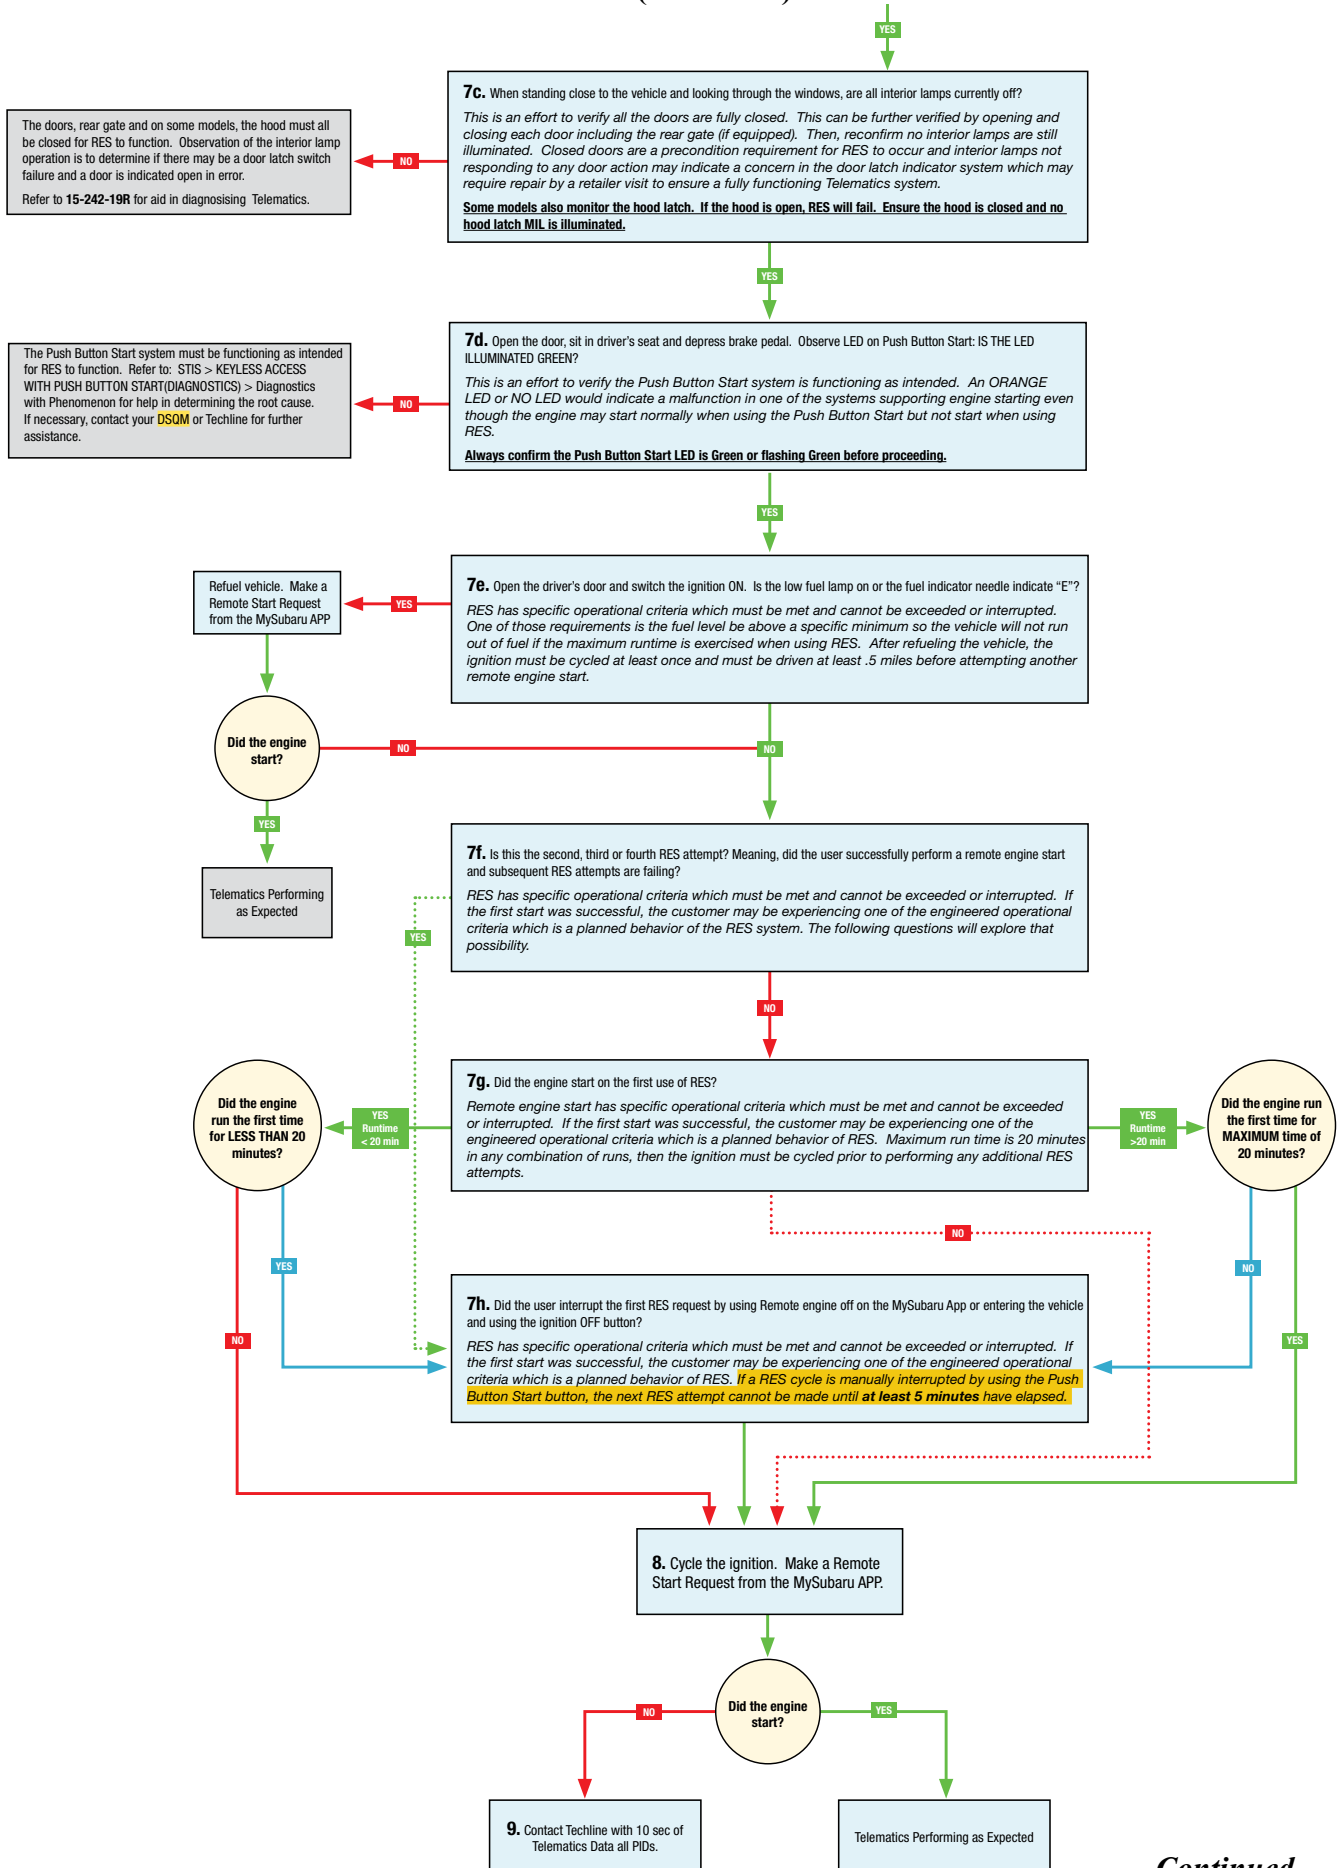 YES
7c. When standing close to the vehicle and looking through the windows, are all interior lamps currently off?
This is an effort to verify all the doors are fully closed. This can be further verified by opening and
closing each door including the rear gate (if equipped). Then, reconfirm no interior lamps are still
illuminated. Closed doors are a precondition requirement for RES to occur and interior lamps not
responding to any door action may indicate a concern in the door latch indicator system which may
require repair by a retailer visit to ensure a fully functioning Telematics system.
Some models also monitor the hood latch. If the hood is open, RES will fail. Ensure the hood is closed and no
hood latch MIL is illuminated.
NO
The doors, rear gate and on some models, the hood must all
be closed for RES to function. Observation of the interior lamp
operation is to determine if there may be a door latch switch
failure and a door is indicated open in error.
Refer to 15-242-19R for aid in diagnosising Telematics.
YES
7d. Open the door, sit in driver's seat and depress brake pedal. Observe LED on Push Button Start: IS THE LED
ILLUMINATED GREEN?
This is an effort to verify the Push Button Start system is functioning as intended. An ORANGE
LED or NO LED would indicate a malfunction in one of the systems supporting engine starting even
though the engine may start normally when using the Push Button Start but not start when using
RES.
Always confirm the Push Button Start LED is Green or flashing Green before proceeding.
NO
The Push Button Start system must be functioning as intended
for RES to function. Refer to: STIS > KEYLESS ACCESS
WITH PUSH BUTTON START(DIAGNOSTICS) > Diagnostics
with Phenomenon for help in determining the root cause.
If necessary, contact your DSQM or Techline for further
assistance.
YES
7e. Open the driver's door and switch the ignition ON. Is the low fuel lamp on or the fuel indicator needle indicate “E”?
RES has specific operational criteria which must be met and cannot be exceeded or interrupted.
One of those requirements is the fuel level be above a specific minimum so the vehicle will not run
out of fuel if the maximum runtime is exercised when using RES. After refueling the vehicle, the
ignition must be cycled at least once and must be driven at least .5 miles before attempting another
remote engine start.
YES
Refuel vehicle. Make a
Remote Start Request
from the MySubaru APP
Did the engine
start?
NO
NO
YES
Telematics Performing
as Expected
7f. Is this the second, third or fourth RES attempt? Meaning, did the user successfully perform a remote engine start
and subsequent RES attempts are failing?
RES has specific operational criteria which must be met and cannot be exceeded or interrupted. If
the first start was successful, the customer may be experiencing one of the engineered operational
criteria which is a planned behavior of the RES system. The following questions will explore that
possibility.
YES
NO
7g. Did the engine start on the first use of RES?
Remote engine start has specific operational criteria which must be met and cannot be exceeded
or interrupted. If the first start was successful, the customer may be experiencing one of the
engineered operational criteria which is a planned behavior of RES. Maximum run time is 20 minutes
in any combination of runs, then the ignition must be cycled prior to performing any additional RES
attempts.
YES
Runtime
< 20 min
Did the engine
run the first time
for LESS THAN 20
minutes?
YES
Runtime
>20 min
Did the engine run
the first time for
MAXIMUM time of
20 minutes?
NO
YES
NO
NO
YES
7h. Did the user interrupt the first RES request by using Remote engine off on the MySubaru App or entering the vehicle
and using the ignition OFF button?
RES has specific operational criteria which must be met and cannot be exceeded or interrupted. If
the first start was successful, the customer may be experiencing one of the engineered operational
criteria which is a planned behavior of RES. If a RES cycle is manually interrupted by using the Push
Button Start button, the next RES attempt cannot be made until at least 5 minutes have elapsed.
8. Cycle the ignition. Make a Remote
Start Request from the MySubaru APP.
Did the engine
start?
NO
YES
9. Contact Techline with 10 sec of
Telematics Data all PIDs.
Telematics Performing as Expected
Continued